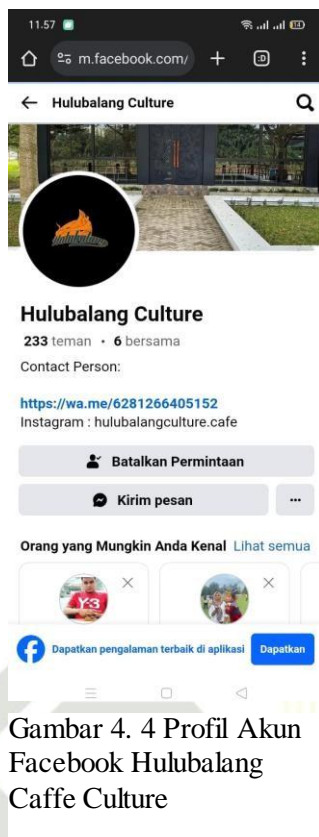 11.57
m.facebook.com/
Hulubalang Culture
Hulubalang Culture
233 teman • 6 bersama
Contact Person:
https://wa.me/6281266405152
Instagram : hulubalangculture.cafe
Batalkan Permintaan
Kirim pesan
Orang yang Mungkin Anda Kenal Lihat semua
Y-3
Dapatkan pengalaman terbaik di aplikasi Dapatkan
Gambar 4. 4 Profil Akun
Facebook Hulubalang
Caffe Culture